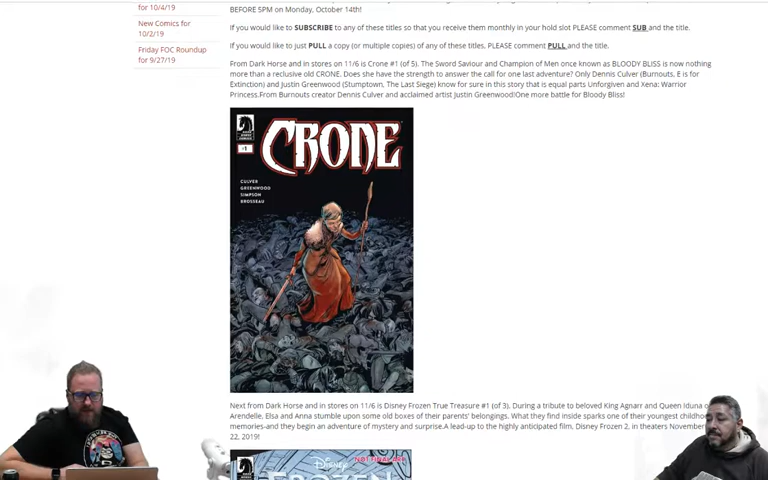 for 10/4/19
New Comics for
10/2/19
Friday FOC Roundup
for 9/27/19
BEFORE 5PM on Monday, October 14th!
If you would like to SUBSCRIBE to any of these titles so that you receive them monthly in your hold slot PLEASE comment SUB and the title.
If you would like to just PULL a copy (or multiple copies) of any of these titles, PLEASE comment PULL and the title.
From Dark Horse and in stores on 11/6 is Crone #1 (of 5). The Sword Saviour and Champion of Men once known as BLOODY BLISS is now nothing
more than a reclusive old CRONE. Does she have the strength to answer the call for one last adventure? Only Dennis Culver (Burnouts, E is for
Extinction) and Justin Greenwood (Stumptown, The Last Siege) know for sure in this story that is equal parts Unforgiven and Xena: Warrior
Princess.From Burnouts creator Dennis Culver and acclaimed artist Justin Greenwood!One more battle for Bloody Bliss!
CRONE
#1
CULVER
GREENWOOD
SIMPSON
BROSSEAU
Next from Dark Horse and in stores on 11/6 is Disney Frozen True Treasure #1 (of 3). During a tribute to beloved King Agnarr and Queen Iduna
Arendelle, Elsa and Anna stumble upon some old boxes of their parents' belongings. What they find inside sparks one of their youngest
memories-and they begin an adventure of mystery and surprise.A lead-up to the highly anticipated film, Disney Frozen 2, in theaters November
22, 2019!
NOT FINAL ART
Disney
FROZEN